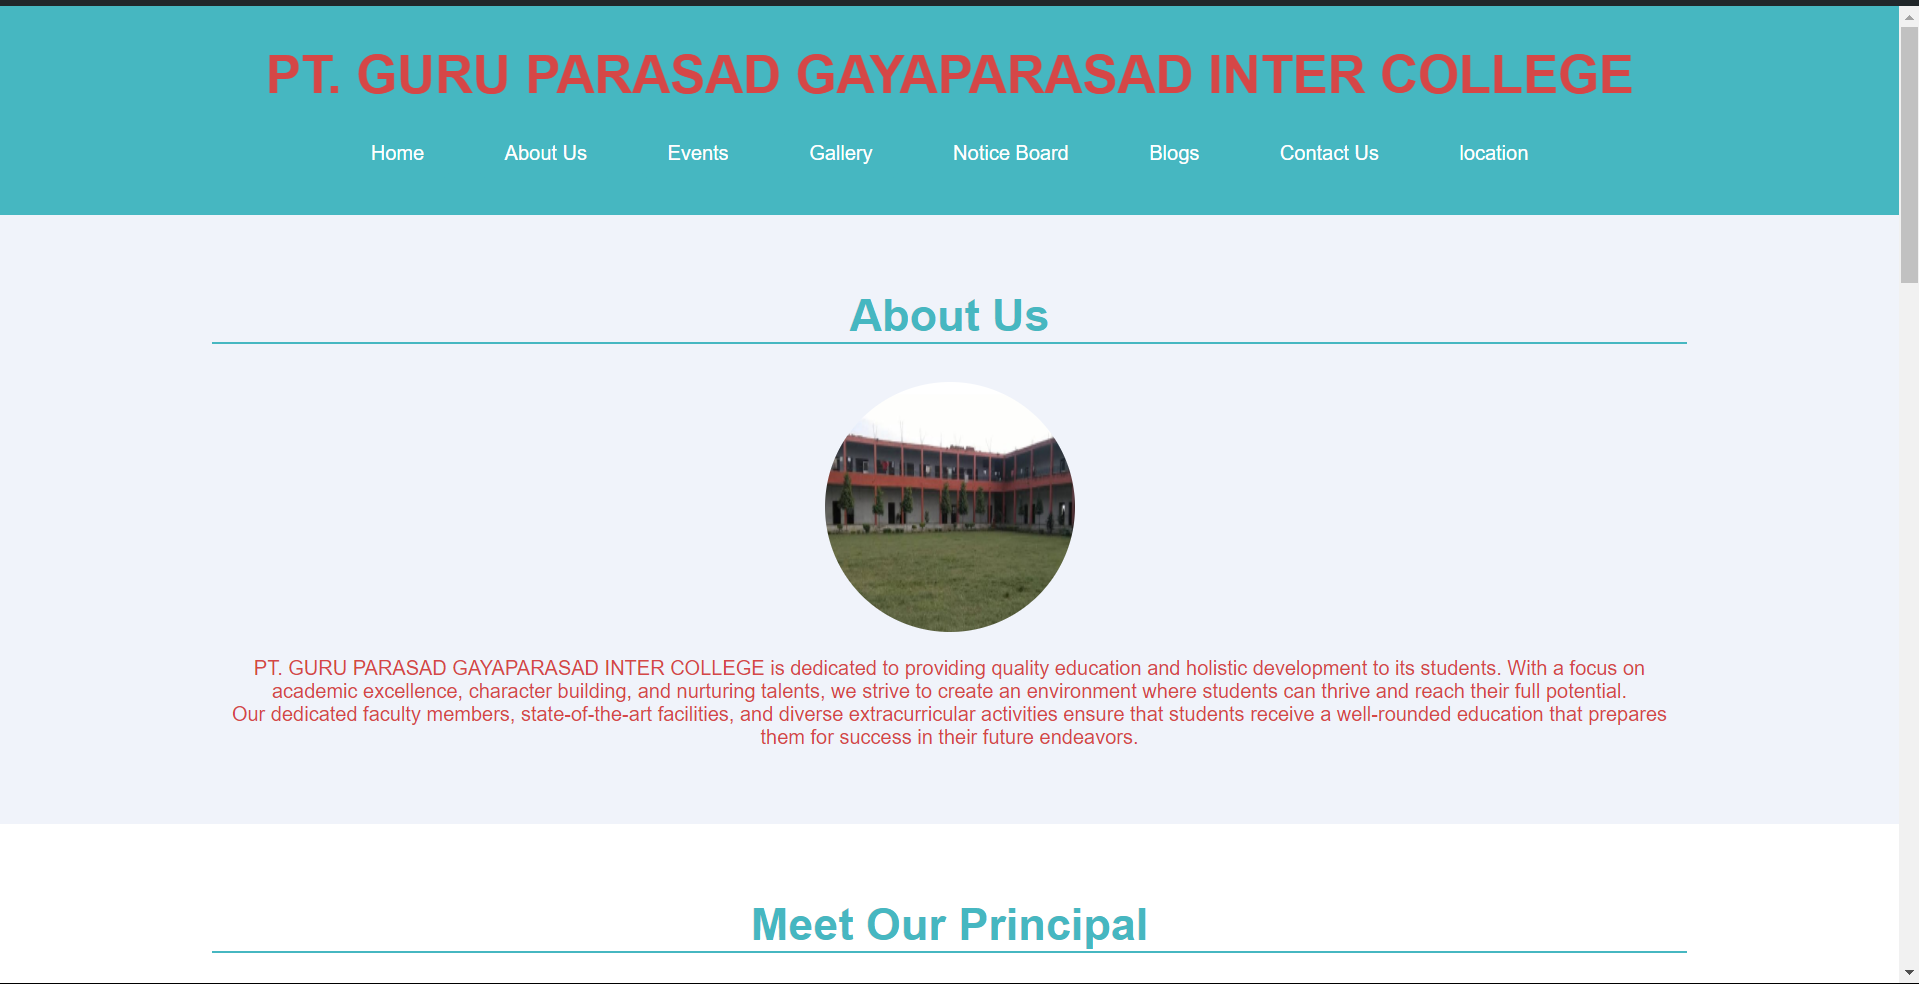 PT. GURU PARASAD GAYAPARASAD INTER COLLEGE
Home About Us Events Gallery Notice Board Blogs Contact Us location
About Us
PT. GURU PARASAD GAYAPARASAD INTER COLLEGE is dedicated to providing quality education and holistic development to its students. With a focus on
academic excellence, character building, and nurturing talents, we strive to create an environment where students can thrive and reach their full potential.
Our dedicated faculty members, state-of-the-art facilities, and diverse extracurricular activities ensure that students receive a well-rounded education that prepares
them for success in their future endeavors.
Meet Our Principal